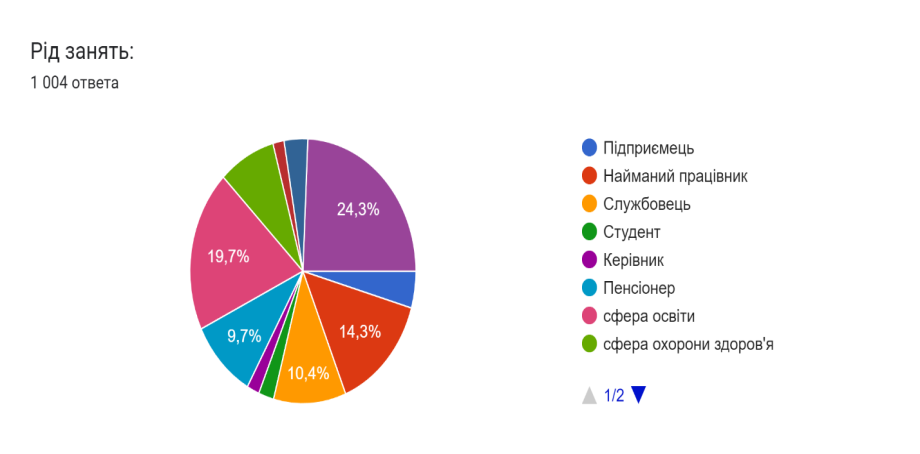 Рід занять:
1 004 ответа
24,3%
19,7%
14,3%
9,7%
10,4%
Підприємець
Найманий працівник
Службовець
Студент
Керівник
Пенсіонер
сфера освіти
сфера охорони здоров'я
1/2